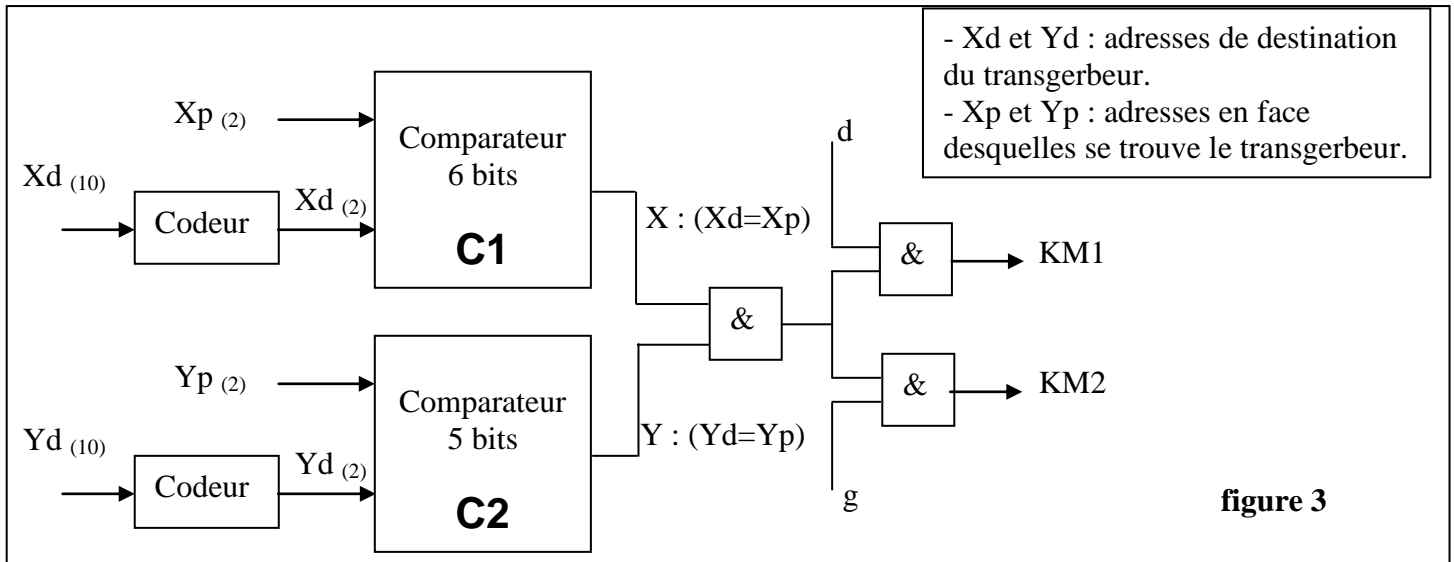 - Xd et Yd : adresses de destination
du transgerbeur.
- Xp et Yp : adresses en face
desquelles se trouve le transgerbeur.
Xp (2)
Xd (10)
Codeur
Xd (2)
Comparateur
6 bits
C1
X : (Xd=Xp)
d
&
KM1
&
Yp (2)
Yd (10)
Codeur
Yd (2)
Comparateur
5 bits
C2
Y : (Yd=Yp)
&
KM2
g
figure 3